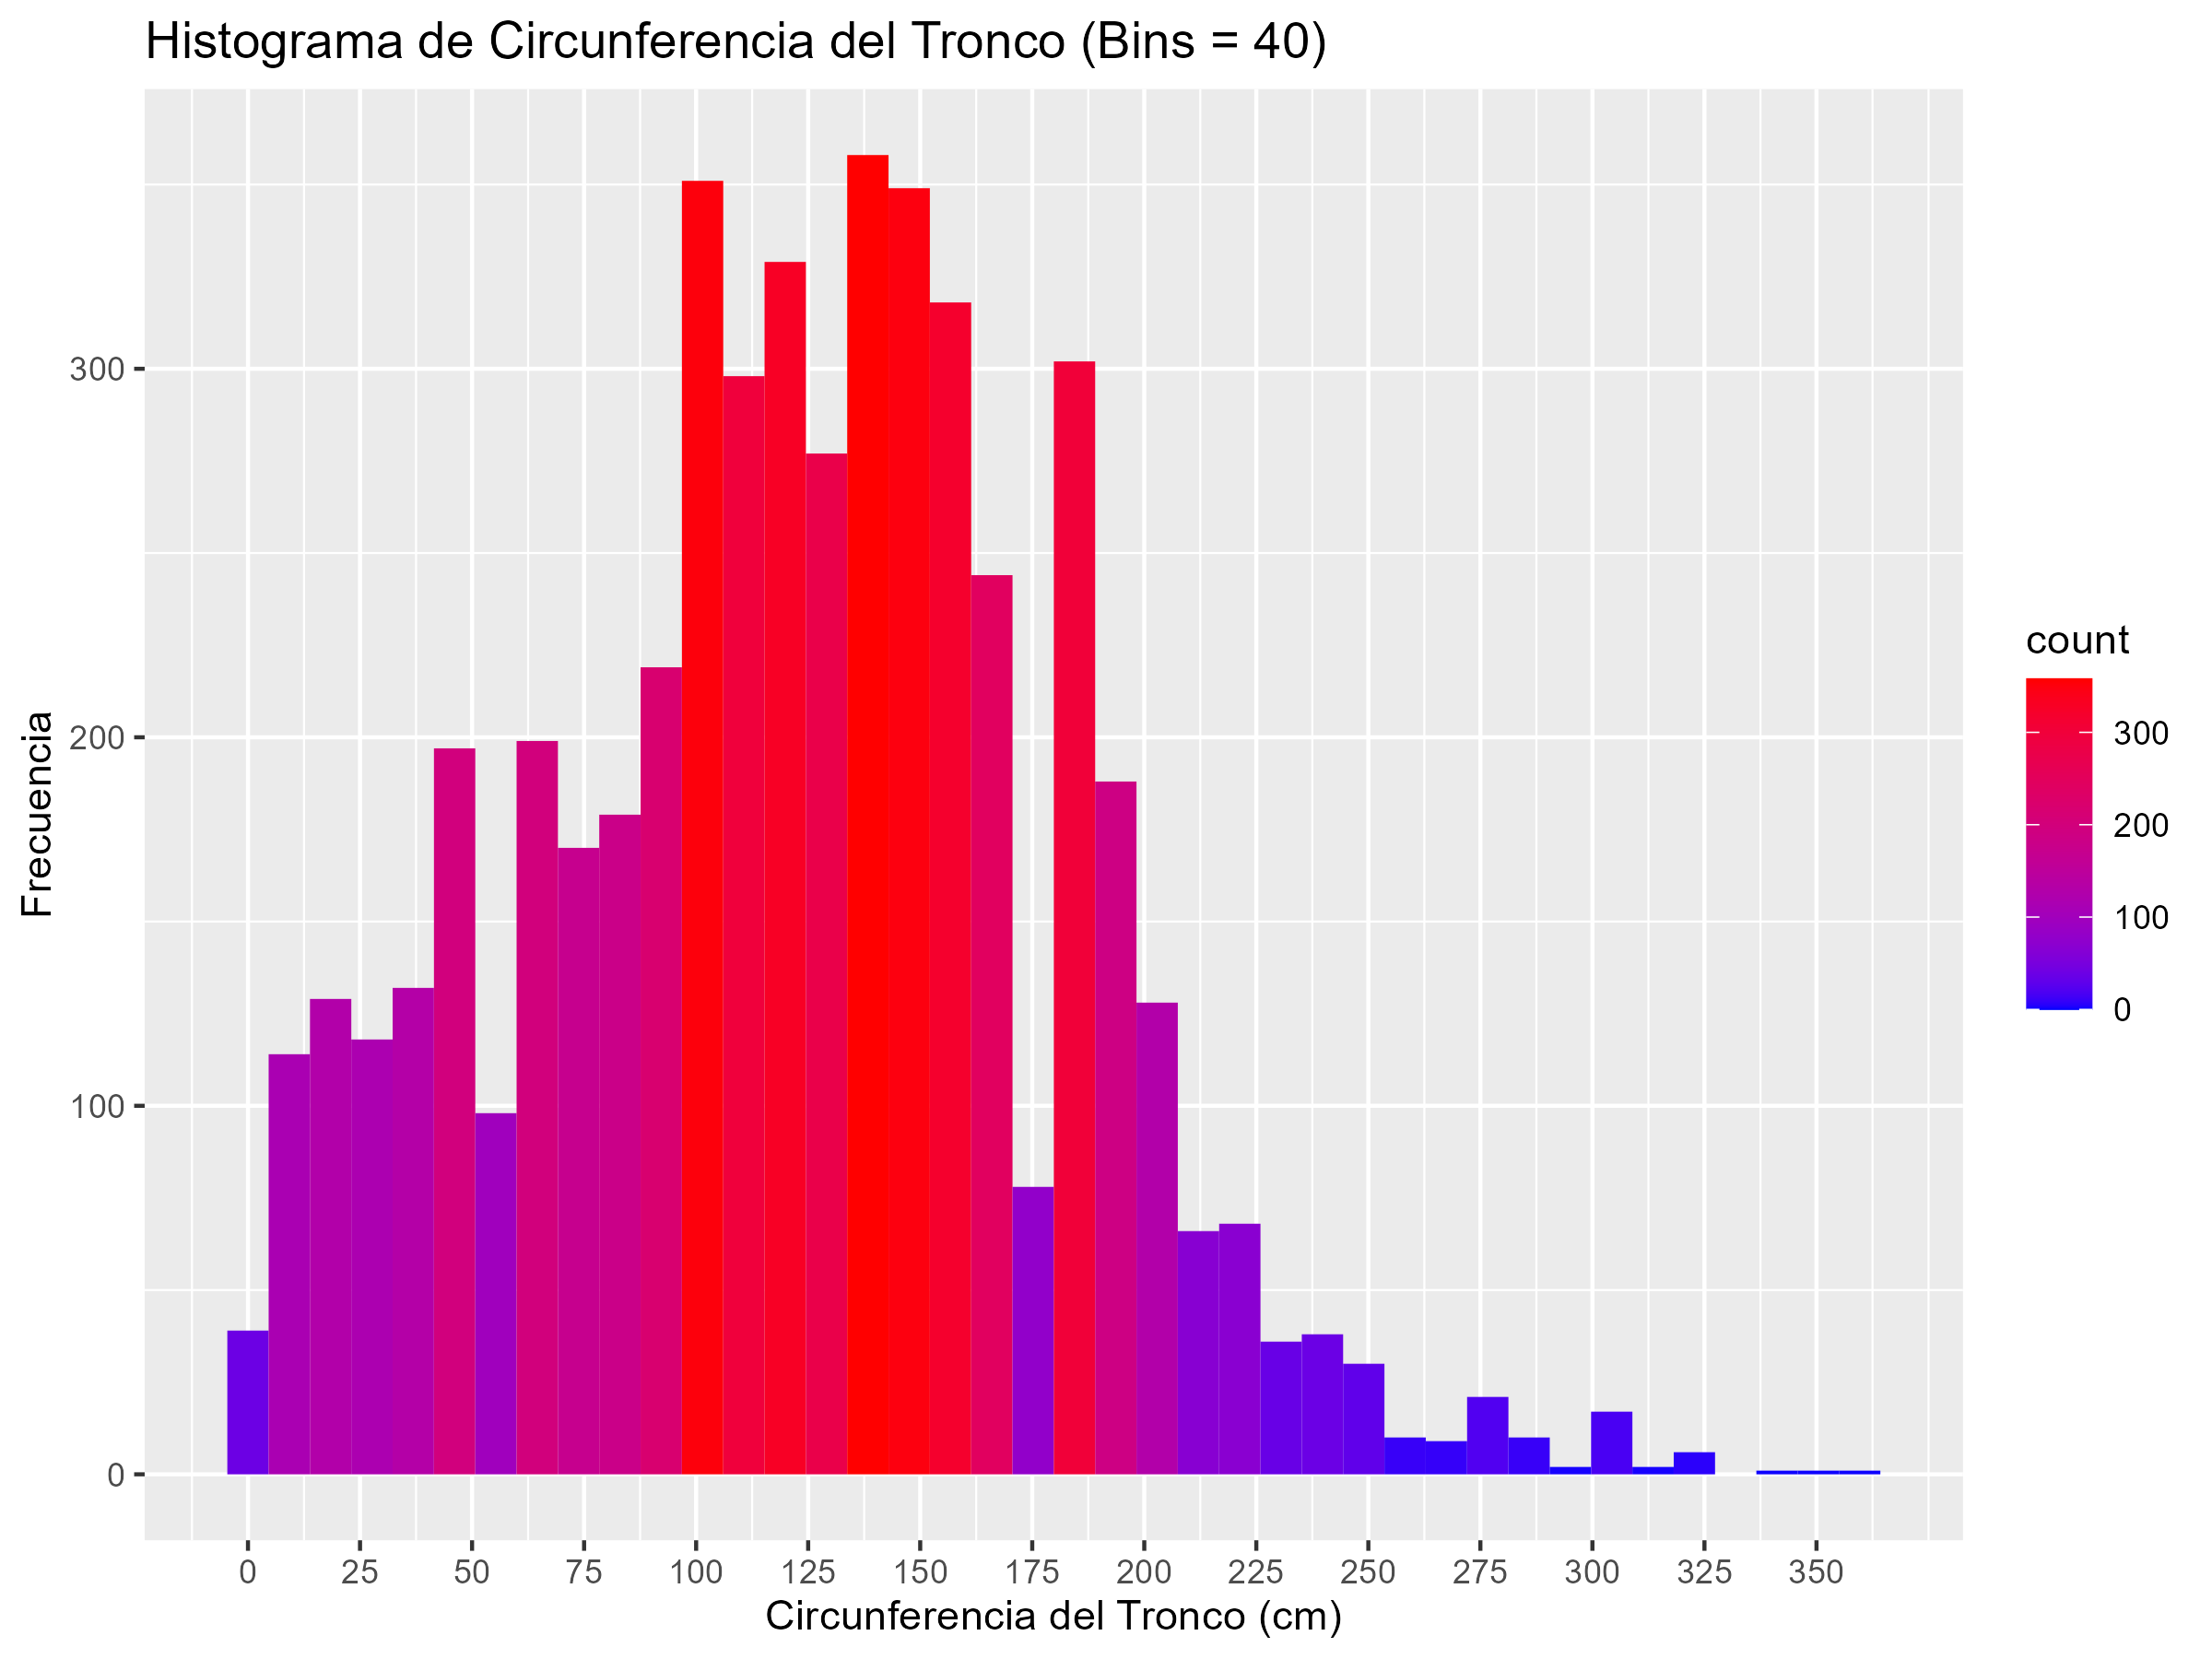 Histograma de Circunferencia del Tronco (Bins = 40)
Frecuencia
300
200
100
0
0 25 50 75 100 125 150 175 200 225 250 275 300 325 350
Circunferencia del Tronco (cm)
count
300
200
100
0